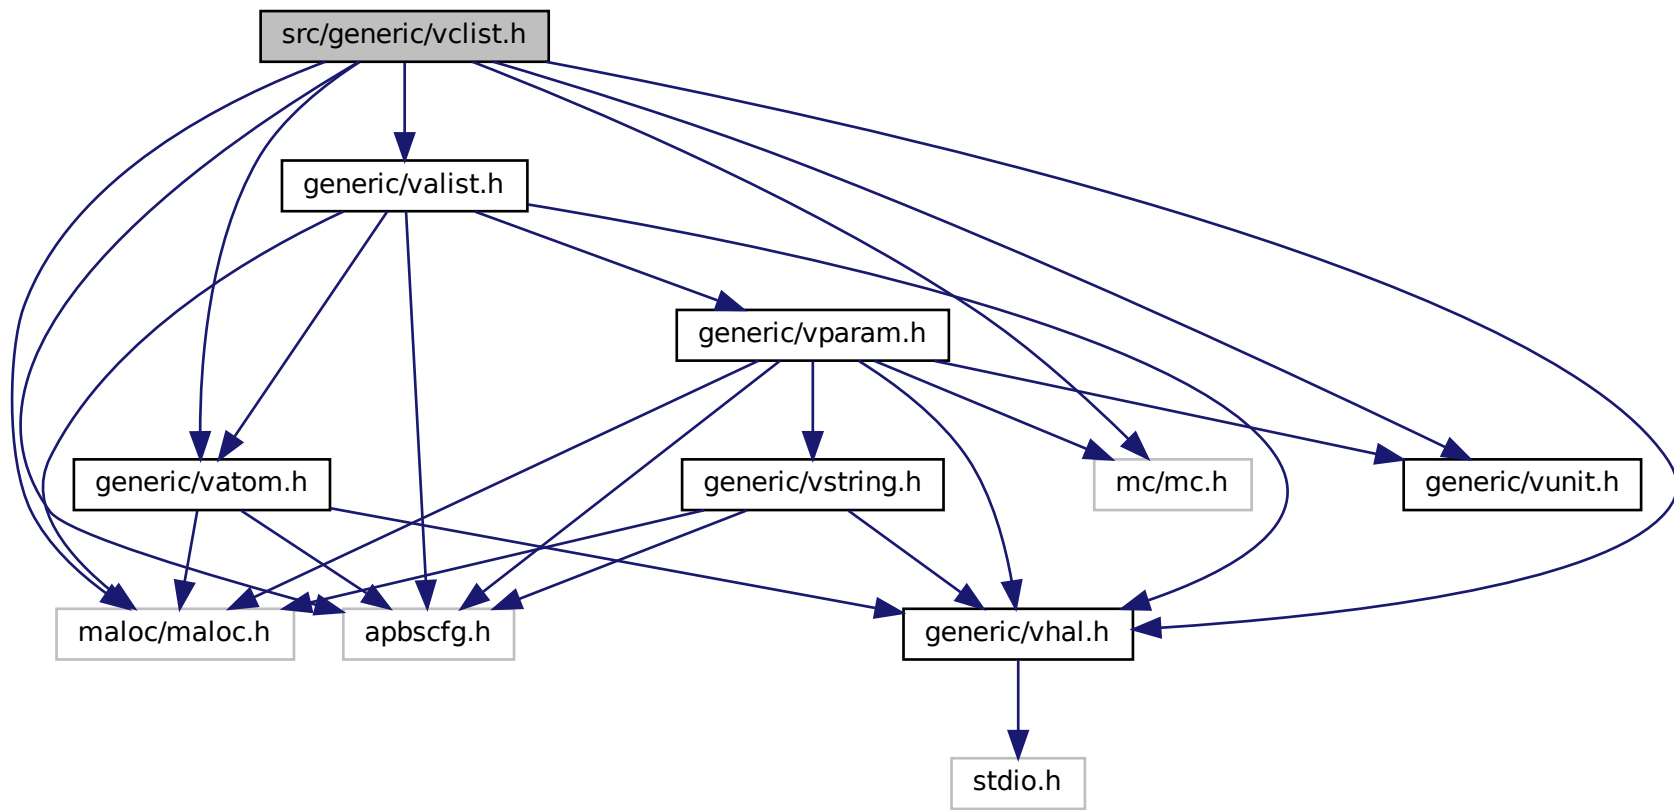 src/generic/vclist.h
generic/valist.h
generic/vparam.h
generic/vatom.h
generic/vstring.h
mc/mc.h
generic/vunit.h
maloc/maloc.h
apbscfg.h
generic/vhal.h
stdio.h